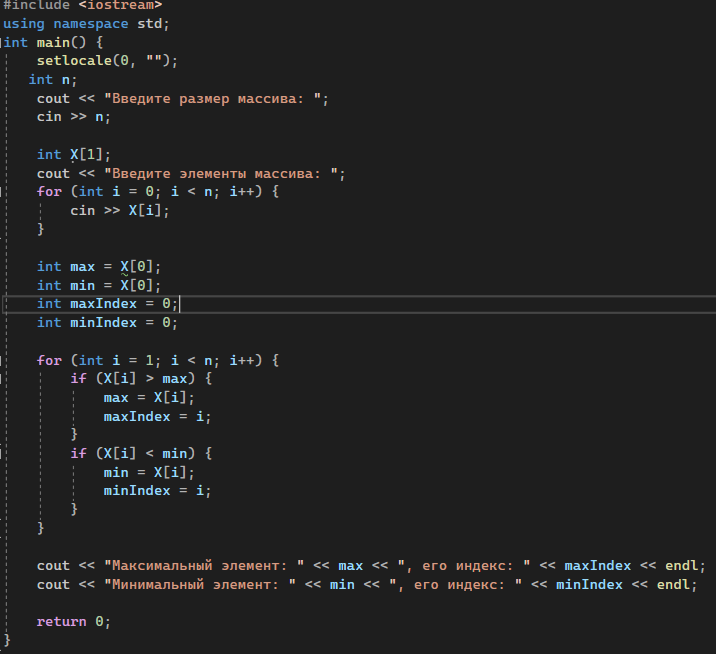 #include <iostream>
using namespace std;
int main() {
setlocale(0, "");
int n;
cout << "Введите размер массива: ";
cin >> n;
int X[1];
cout << "Введите элементы массива: ";
for (int i = 0; i < n; i++) {
cin >> X[i];
}
int max = X[0];
int min = X[0];
int maxIndex = 0;
int minIndex = 0;
for (int i = 1; i < n; i++) {
if (X[i] > max) {
max = X[i];
maxIndex = i;
}
if (X[i] < min) {
min = X[i];
minIndex = i;
}
}
cout << "Максимальный элемент: " << max << ", его индекс: " << maxIndex << endl;
cout << "Минимальный элемент: " << min << ", его индекс: " << minIndex << endl;
return 0;
}